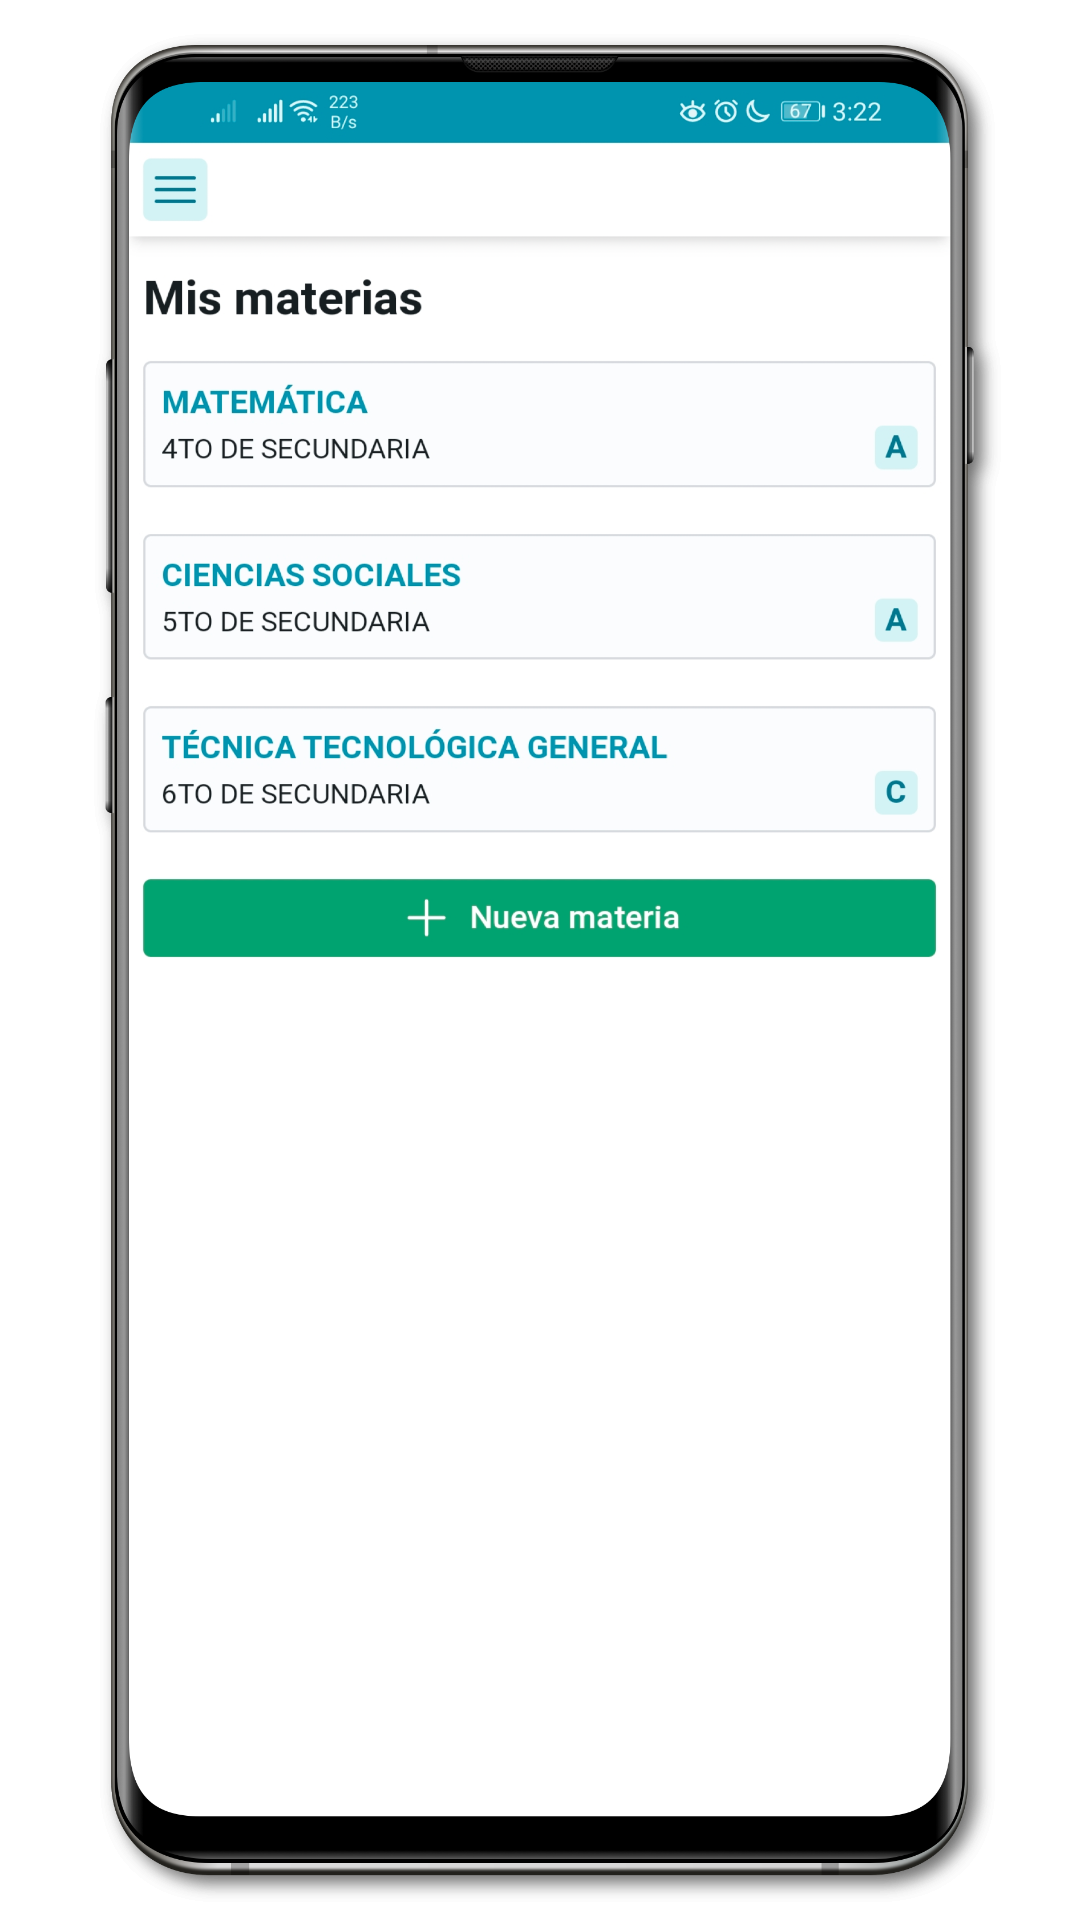 223
B/s
67
3:22
Mis materias
MATEMÁTICA
4TO DE SECUNDARIA
A
CIENCIAS SOCIALES
5TO DE SECUNDARIA
A
TÉCNICA TECNOLÓGICA GENERAL
6TO DE SECUNDARIA
C
Nueva materia